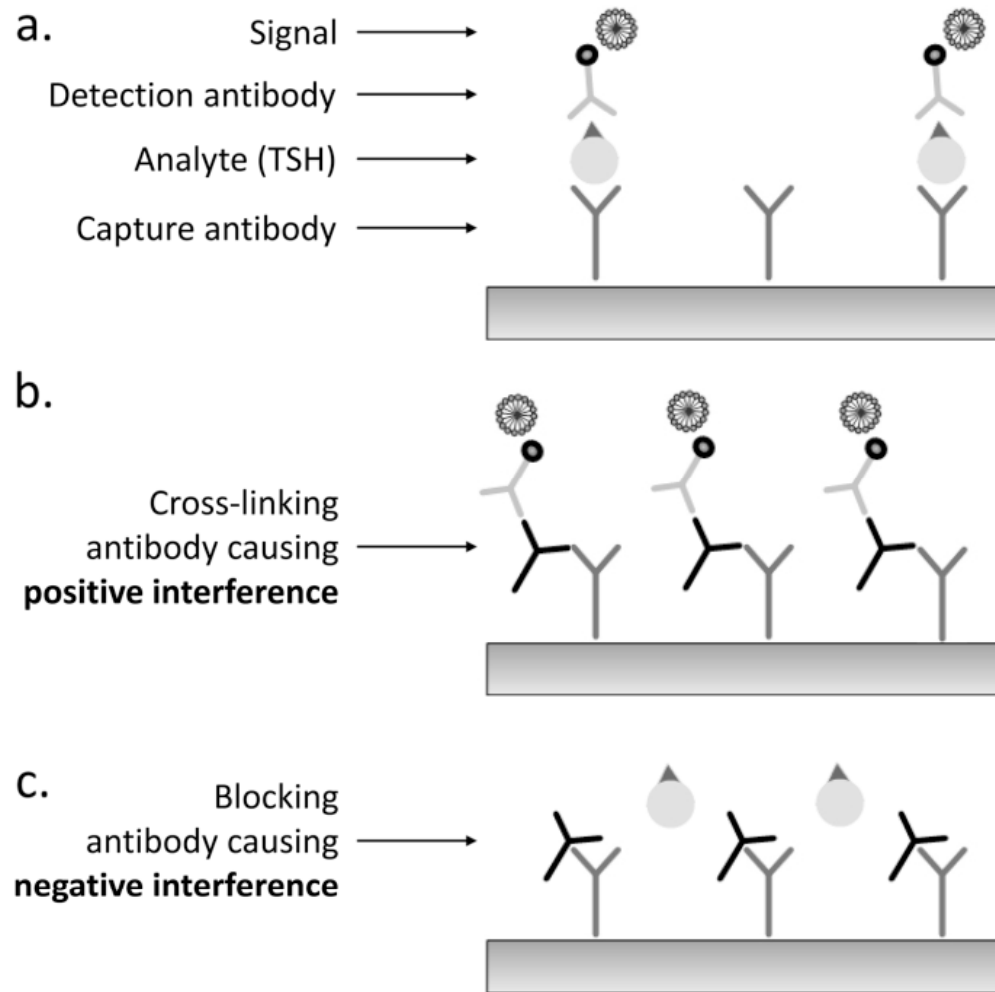 a.
Signal
Detection antibody
Analyte (TSH)
Capture antibody
b.
Cross-linking
antibody causing
positive interference
c.
Blocking
antibody causing
negative interference